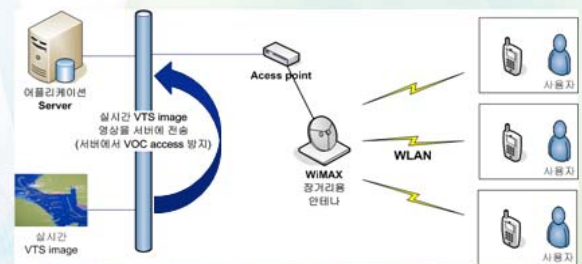 어플리케이션
Server
실시간 VTS image
영상을 서버에 전송
(서버에서 VOC access 방지)
실시간
VTS image
Acess point
WiMAX
장거리용
안테나
WLAN
사용자
사용자
사용자